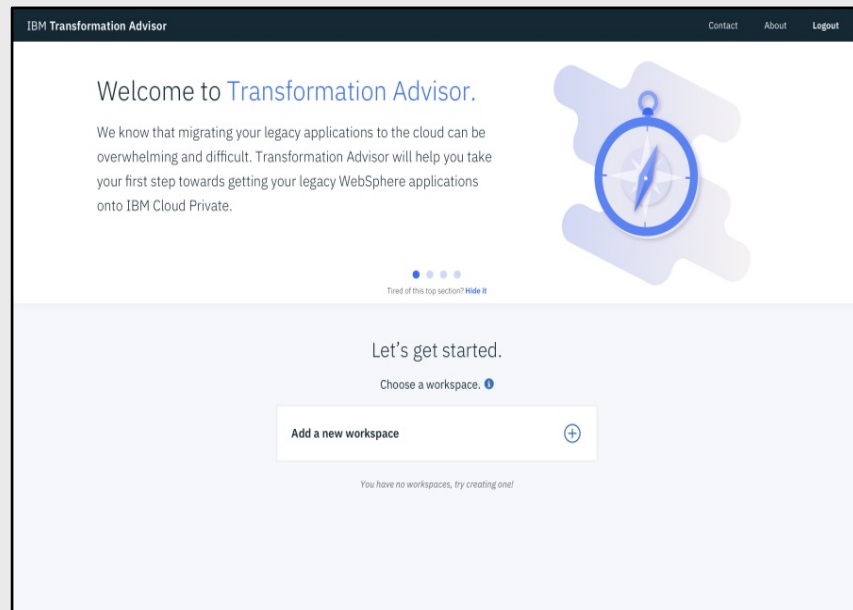 IBM Transformation Advisor
Contact About Logout
Welcome to Transformation Advisor.
We know that migrating your legacy applications to the cloud can be
overwhelming and difficult. Transformation Advisor will help you take
your first step towards getting your legacy WebSphere applications
onto IBM Cloud Private.
Tired of this top section? Hide it
Let's get started.
Choose a workspace.
Add a new workspace
You have no workspaces, try creating one!